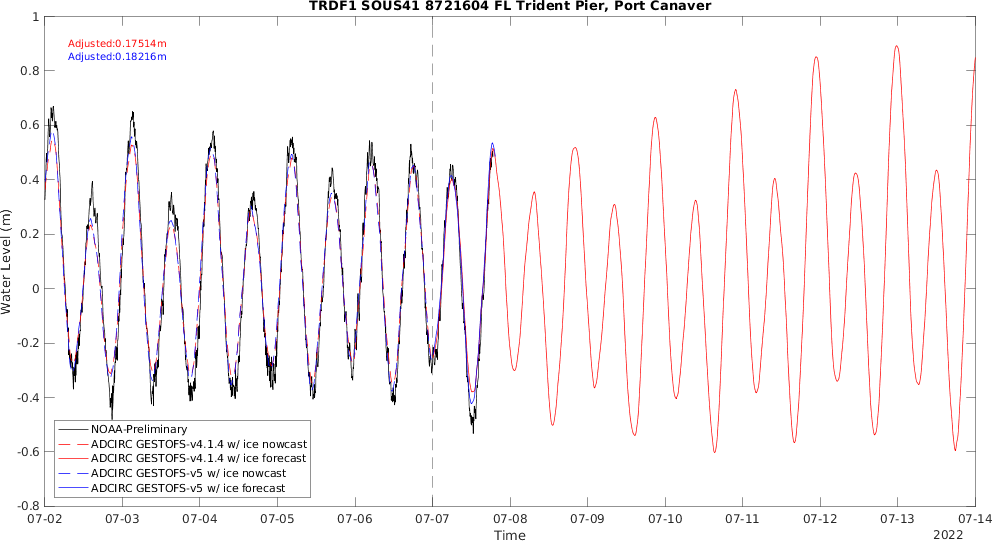 TRDF1 SOUS41 8721604 FL Trident Pier, Port Canaver
Adjusted:0.17514m
Adjusted:0.18216m
1
0.8
0.6
0.4
0.2
0
-0.2
-0.4
-0.6
-0.8
Water Level (m)
NOAA-Preliminary
ADCIRC GESTOFS-v4.1.4 w/ ice nowcast
ADCIRC GESTOFS-v4.1.4 w/ ice forecast
ADCIRC GESTOFS-v5 w/ ice nowcast
ADCIRC GESTOFS-v5 w/ ice forecast
07-02 07-03 07-04 07-05 07-06 07-07 07-08 07-09 07-10 07-11 07-12 07-13 07-14
Time
2022